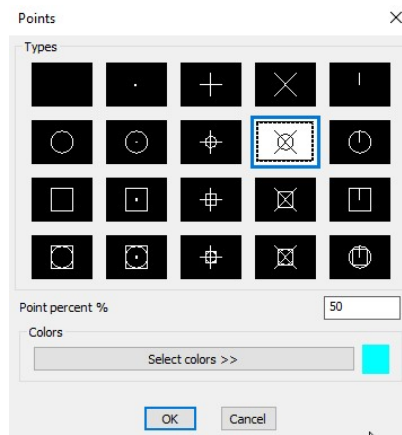 Points
Types
Point percent %
50
Colors
Select colors >>
OK
Cancel